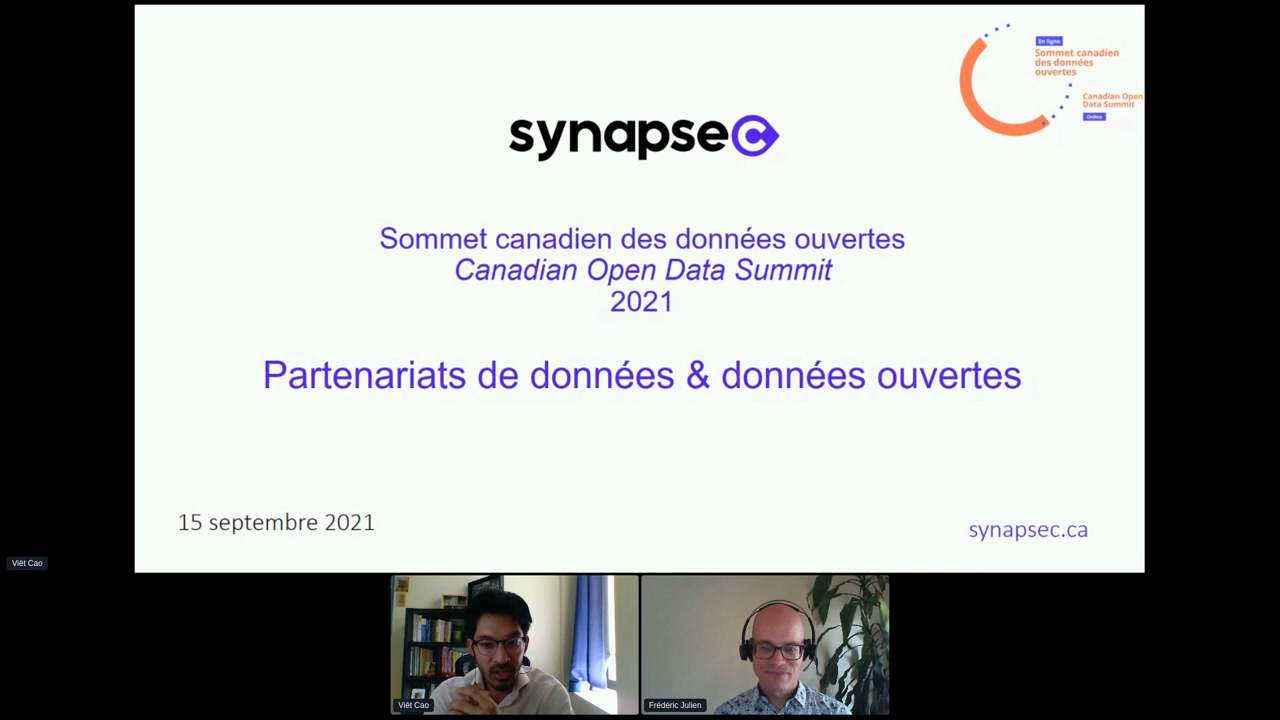 En ligne
Sommet canadien
des données
ouvertes
Canadian Open
Data Summit
Online
synapsec
Sommet canadien des données ouvertes
Canadian Open Data Summit
2021
Partenariats de données & données ouvertes
15 septembre 2021
synapsec.ca
Viêt Cao
Viêt Cao
Frédéric Julien